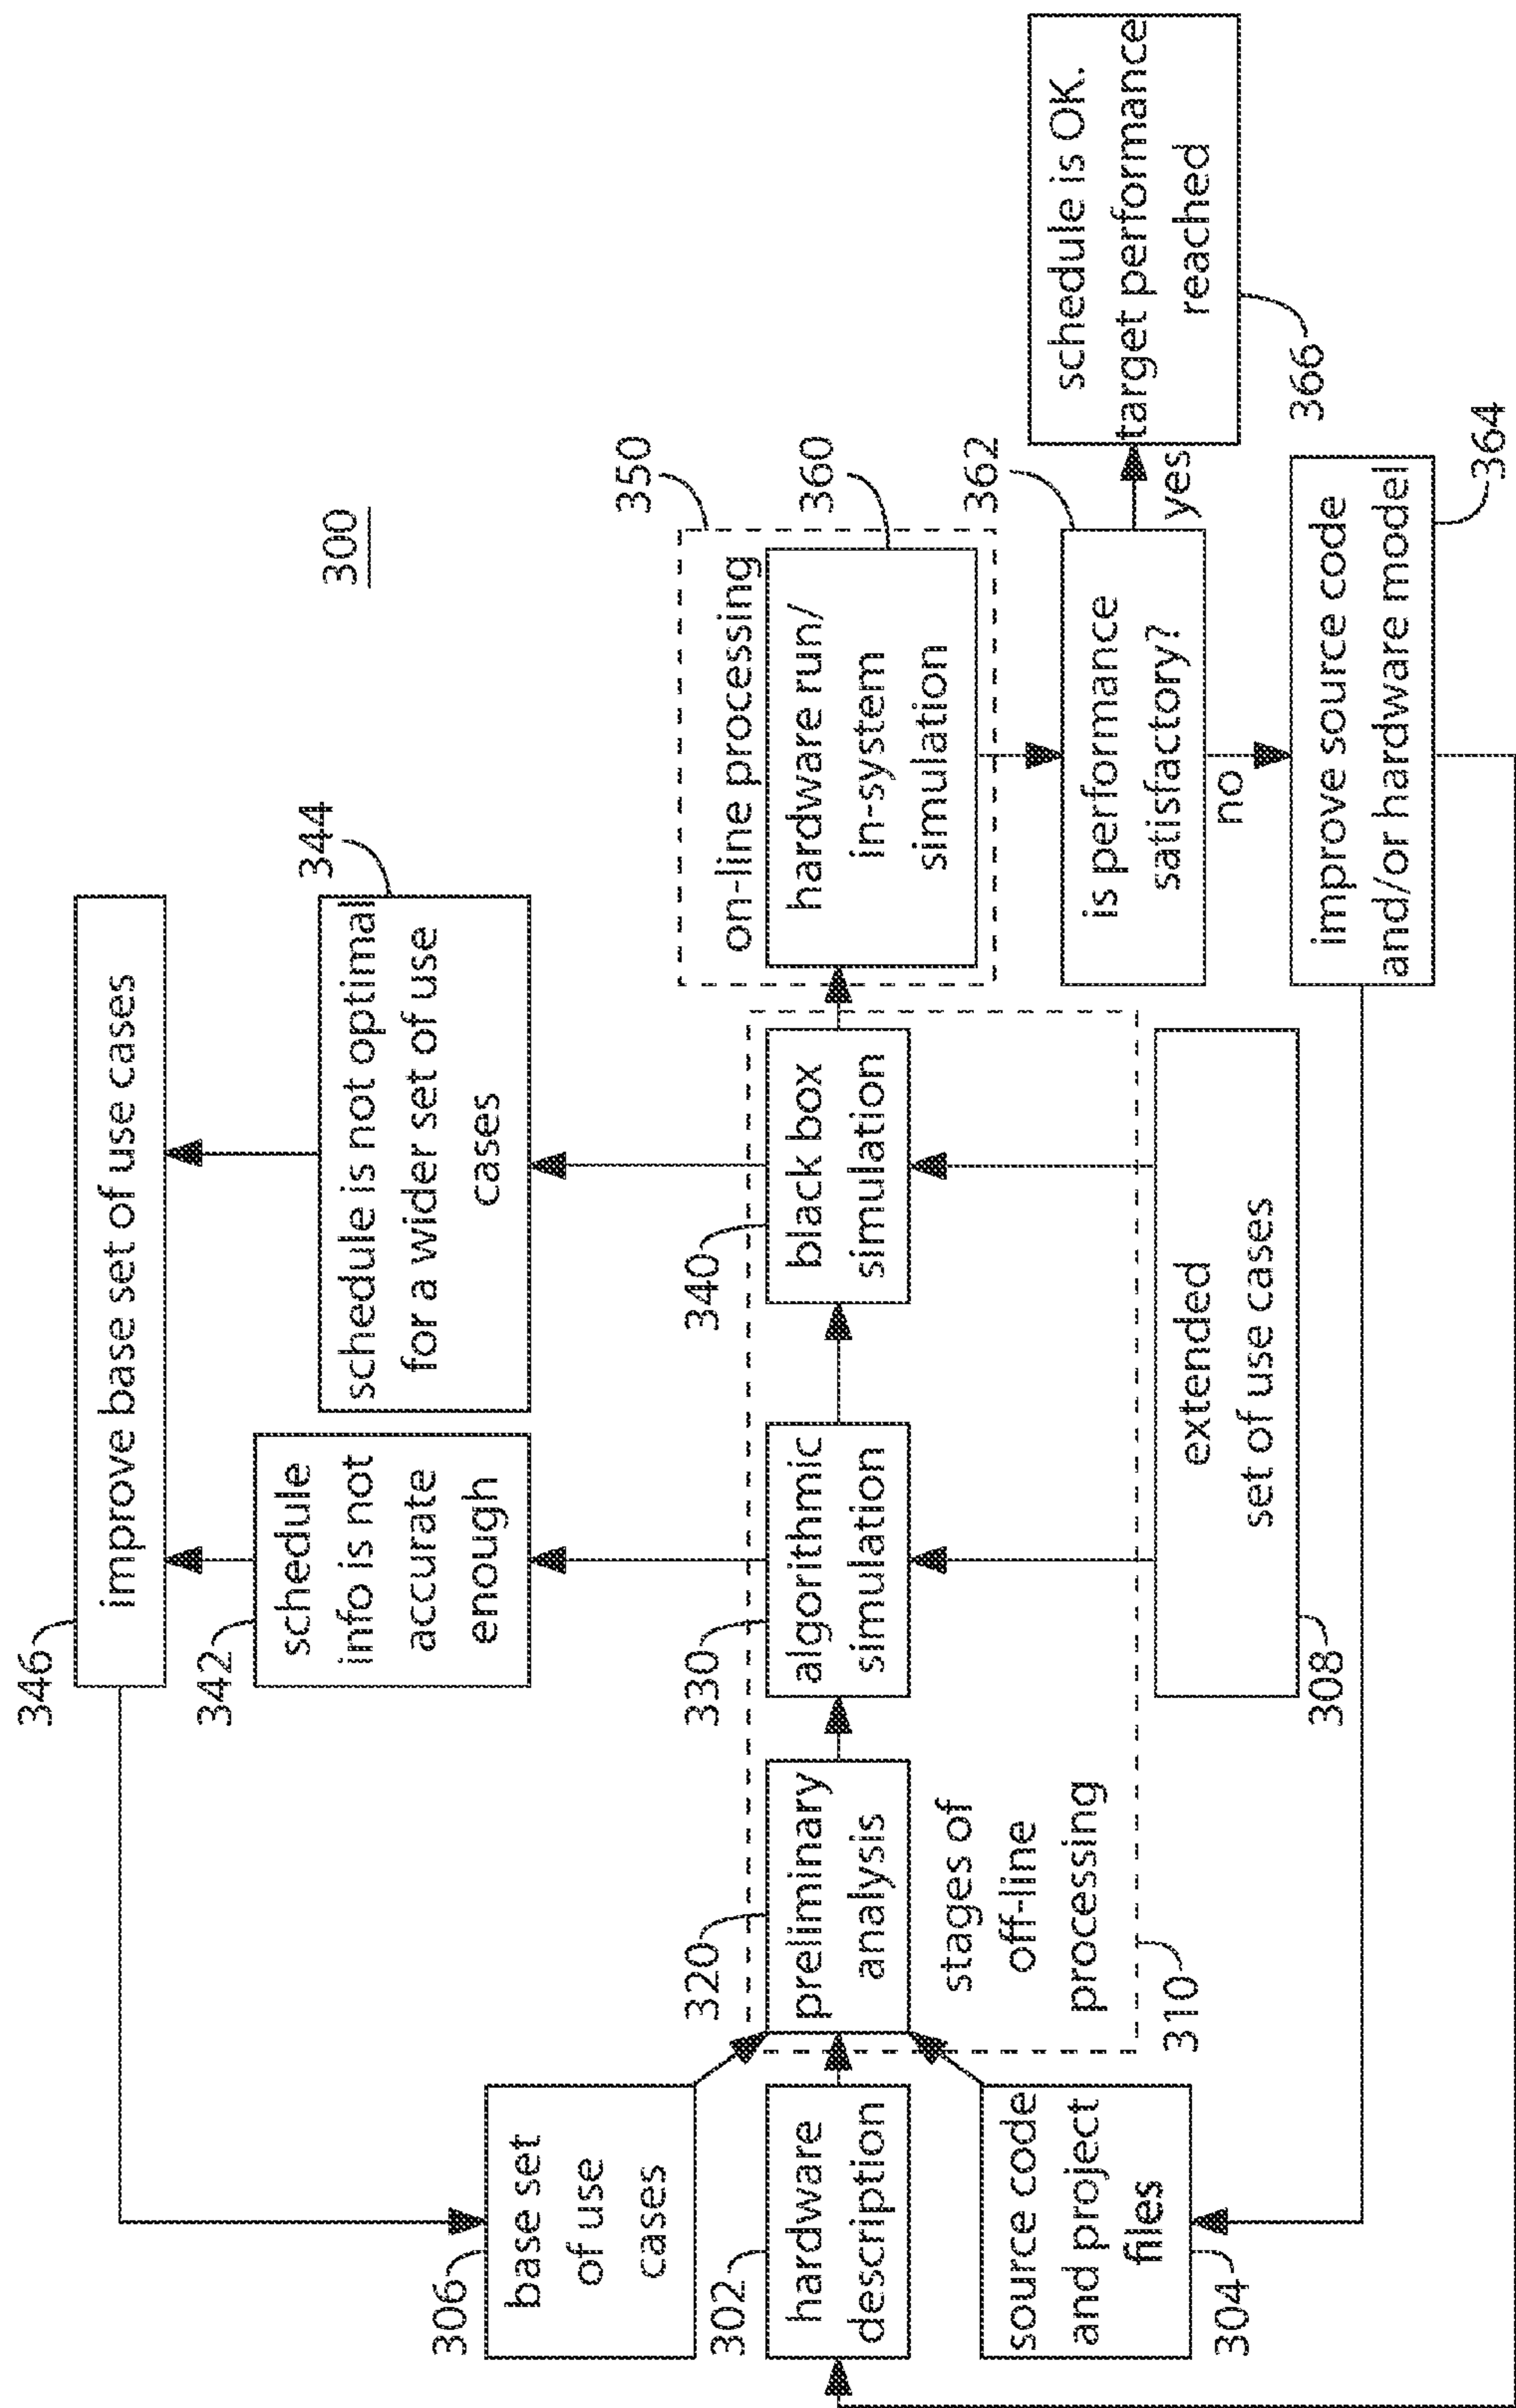 300
346
improve base set of use cases
342
schedule
info is not
accurate
enough
344
schedule is not optimal
for a wider set of use
cases
306
base set
of use
cases
302
hardware
description
304
source code
and project
files
320
preliminary
analysis
330
algorithmic
simulation
340
black box
simulation
stages of
off-line
processing
310
extended
set of use cases
308
350
on-line processing
360
hardware run/
in-system
simulation
362
is performance
satisfactory?
yes
no
schedule is OK.
target performance
reached
366
improve source code
and/or hardware model
364